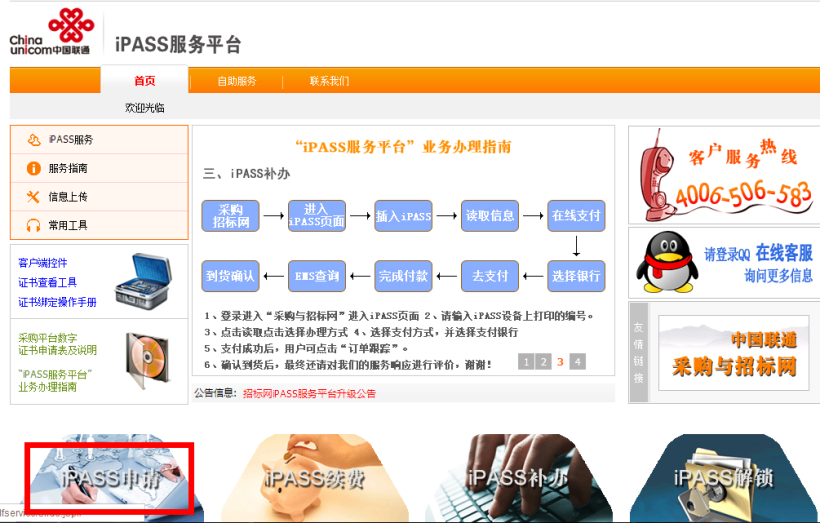 China
unicom中国联通
iPASS服务平台
首页
自助服务
联系我们
欢迎光临
iPASS服务
服务指南
信息上传
常用工具
客户端控件
证书查看工具
证书绑定操作手册
采购平台数字
证书申请表及说明
“iPASS服务平台”
业务办理指南
“iPASS服务平台”业务办理指南
三、iPASS补办
采购
招标网
进入
iPASS页面
插入iPASS
读取信息
在线支付
到货确认
EMS查询
完成付款
去支付
选择银行
1、登录进入“采购与招标网”进入iPASS页面 2、请输入iPASS设备上打印的编号。
3、点击读取点击选择办理方式 4、选择支付方式，并选择支付银行
5、支付成功后，用户可点击“订单跟踪”。
6、确认到货后，最终还请对我们的服务响应进行评价，谢谢！
1 2 3 4
公告信息：
招标网iPASS服务平台升级公告
客户服务热线
4006-506-583
请登录QQ 在线客服
询问更多信息
友情链接
中国联通
采购与招标网
iPASS申请
iPASS续费
iPASS补办
iPASS解锁